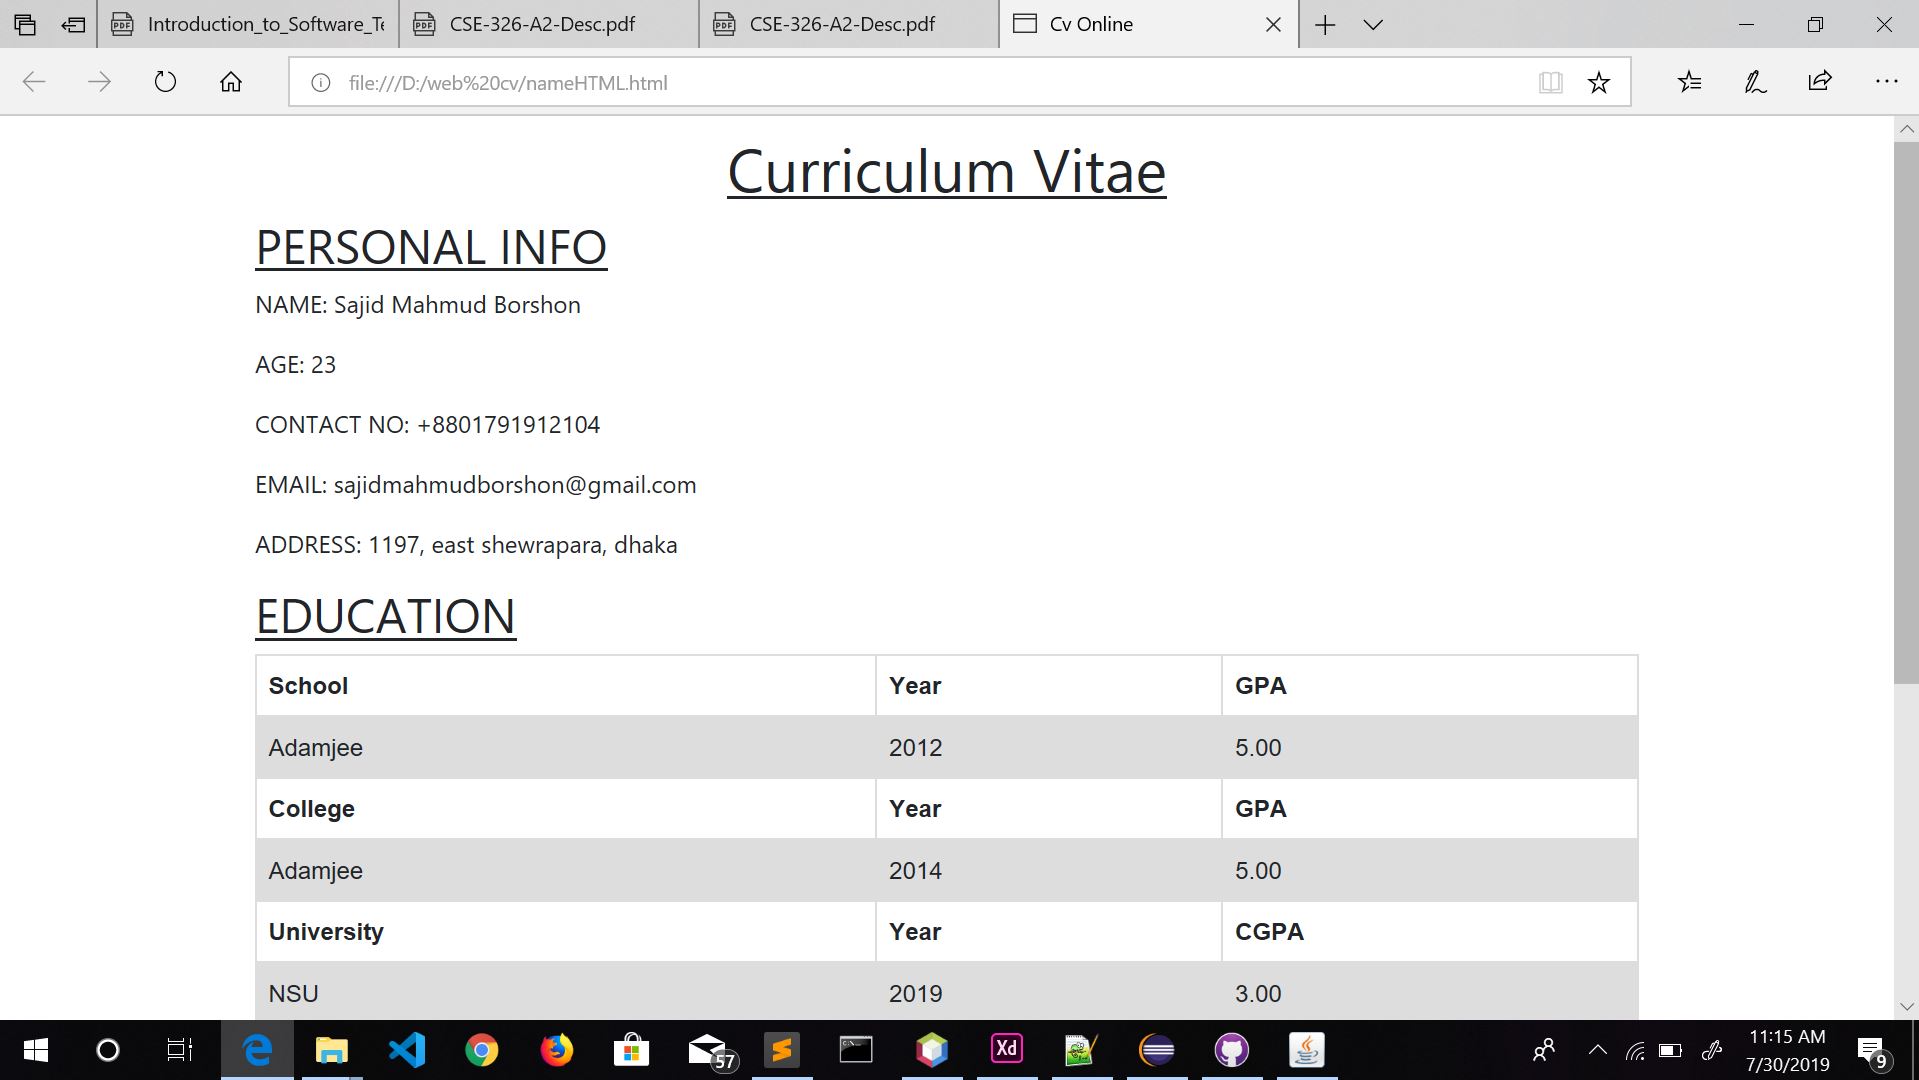 Introduction_to_Software_Te
CSE-326-A2-Desc.pdf
CSE-326-A2-Desc.pdf
Cv Online
file:///D:/web%20cv/nameHTML.html
Curriculum Vitae
PERSONAL INFO
NAME: Sajid Mahmud Borshon
AGE: 23
CONTACT NO: +8801791912104
EMAIL: sajidmahmudborshon@gmail.com
ADDRESS: 1197, east shewrapara, dhaka
EDUCATION
School Year GPA
Adamjee 2012 5.00
College Year GPA
Adamjee 2014 5.00
University Year CGPA
NSU 2019 3.00
57
Xd
11:15 AM
7/30/2019
9